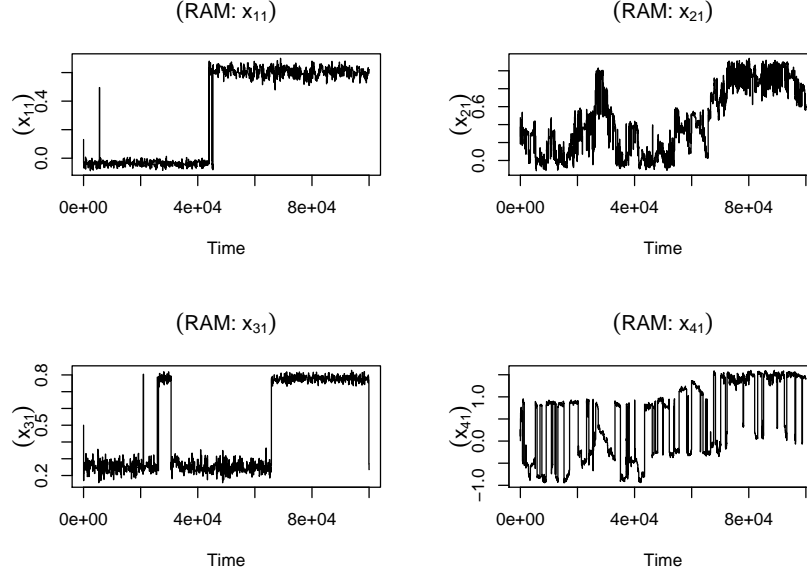 (RAM: x11)
(x11)
0.0 0.4
0e+00 4e+04 8e+04
Time
(RAM: x21)
(x21)
0.0 0.6
0e+00 4e+04 8e+04
Time
(RAM: x31)
(x31)
0.2 0.5 0.8
0e+00 4e+04 8e+04
Time
(RAM: x41)
(x41)
−1.0 0.0 1.0
0e+00 4e+04 8e+04
Time